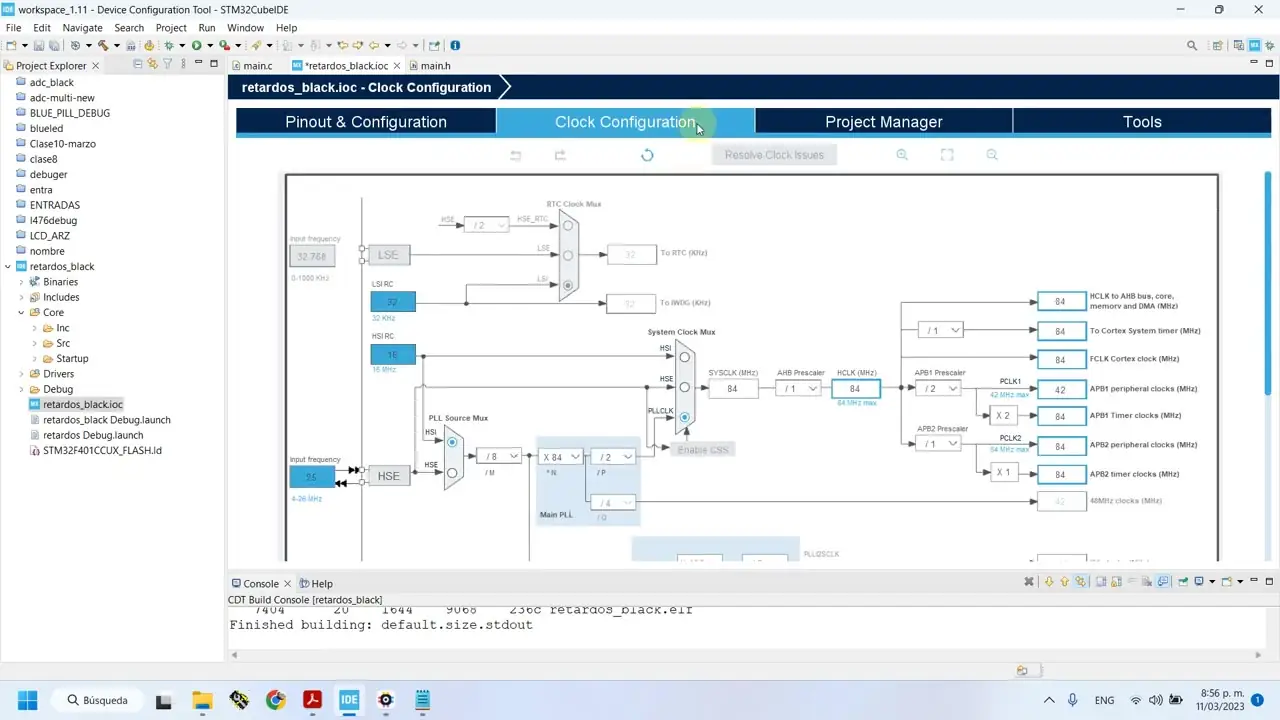 workspace_1.11 - Device Configuration Tool - STM32CubeIDE
File Edit Navigate Search Project Run Window Help
Project Explorer
main.c
*retardos_black.ioc
main.h
adc_black
adc-multi-new
BLUE_PILL_DEBUG
blueled
Clase10-marzo
clase8
debuger
entra
ENTRADAS
l476debug
LCD_ARZ
nombre
retardos_black
Binaries
Includes
Core
Inc
Src
Startup
Drivers
Debug
retardos_black.ioc
retardos_black Debug.launch
retardos Debug.launch
STM32F401CCUX_FLASH.ld
retardos_black.ioc - Clock Configuration
Pinout & Configuration
Clock Configuration
Project Manager
Tools
Resolve Clock Issues
RTC Clock Mux
HSE
/ 2
HSE_RTC
Input frequency
32.768
0-1000 KHz
LSE
LSE
32
To RTC (KHz)
LSI RC
LSI
32
32 KHz
32
To IWDG (KHz)
HSI RC
16
16 MHz
System Clock Mux
HSI
HSE
PLLCLK
Enable CSS
SYSCLK (MHz)
84
AHB Prescaler
/ 1
HCLK (MHz)
84
84 MHz max
84
HCLK to AHB bus, core, memory and DMA (MHz)
/ 1
84
To Cortex System timer (MHz)
84
FCLK Cortex clock (MHz)
APB1 Prescaler
/ 2
PCLK1
42 MHz max
42
APB1 peripheral clocks (MHz)
X 2
84
APB1 Timer clocks (MHz)
APB2 Prescaler
/ 1
PCLK2
84 MHz max
84
APB2 peripheral clocks (MHz)
X 1
84
APB2 timer clocks (MHz)
42
48MHz clocks (MHz)
PLL Source Mux
HSI
HSE
Input frequency
25
4-26 MHz
HSE
/ 8
/ M
X 84
* N
/ 2
/ P
/ 4
/ Q
Main PLL
PLLI2SCLK
Console
Help
CDT Build Console [retardos_black]
7404 20 1644 9068 236c retardos_black.elf
Finished building: default.size.stdout
Búsqueda
IDE
ENG
8:56 p. m.
11/03/2023
1